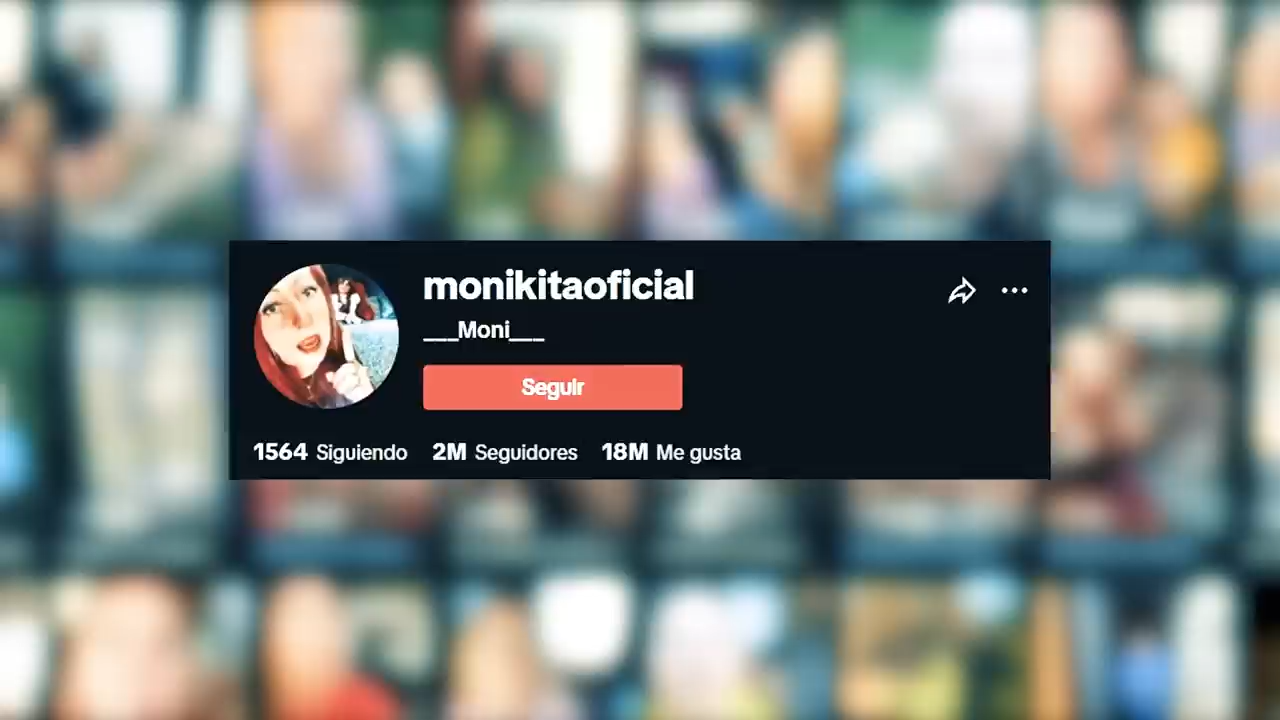 monikitaoficial
___Moni___
Seguir
1564 Siguiendo 2M Seguidores 18M Me gusta